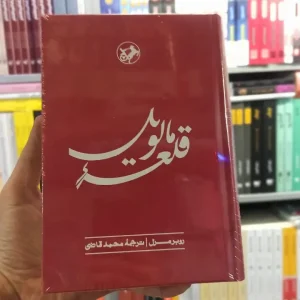 قلعهٔ مالویل
روبر مرل | ترجمهٔ محمد قاضی